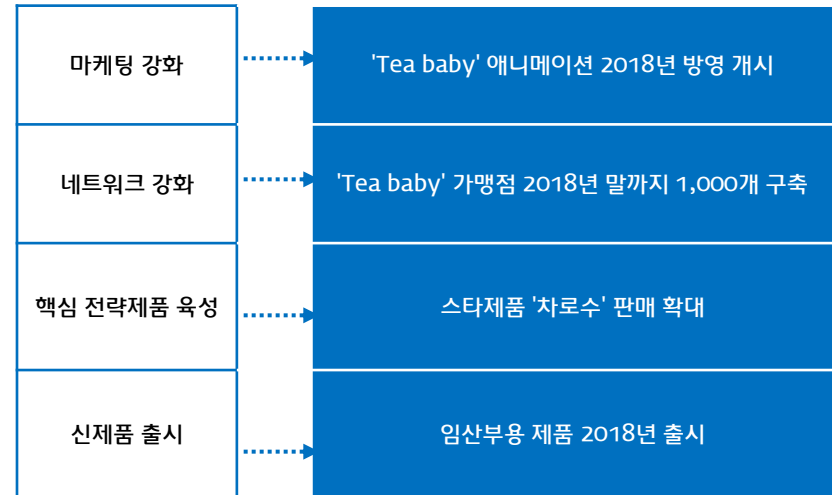 마케팅 강화
'Tea baby' 애니메이션 2018년 방영 개시
네트워크 강화
'Tea baby' 가맹점 2018년 말까지 1,000개 구축
핵심 전략제품 육성
스타제품 '차로수' 판매 확대
신제품 출시
임산부용 제품 2018년 출시